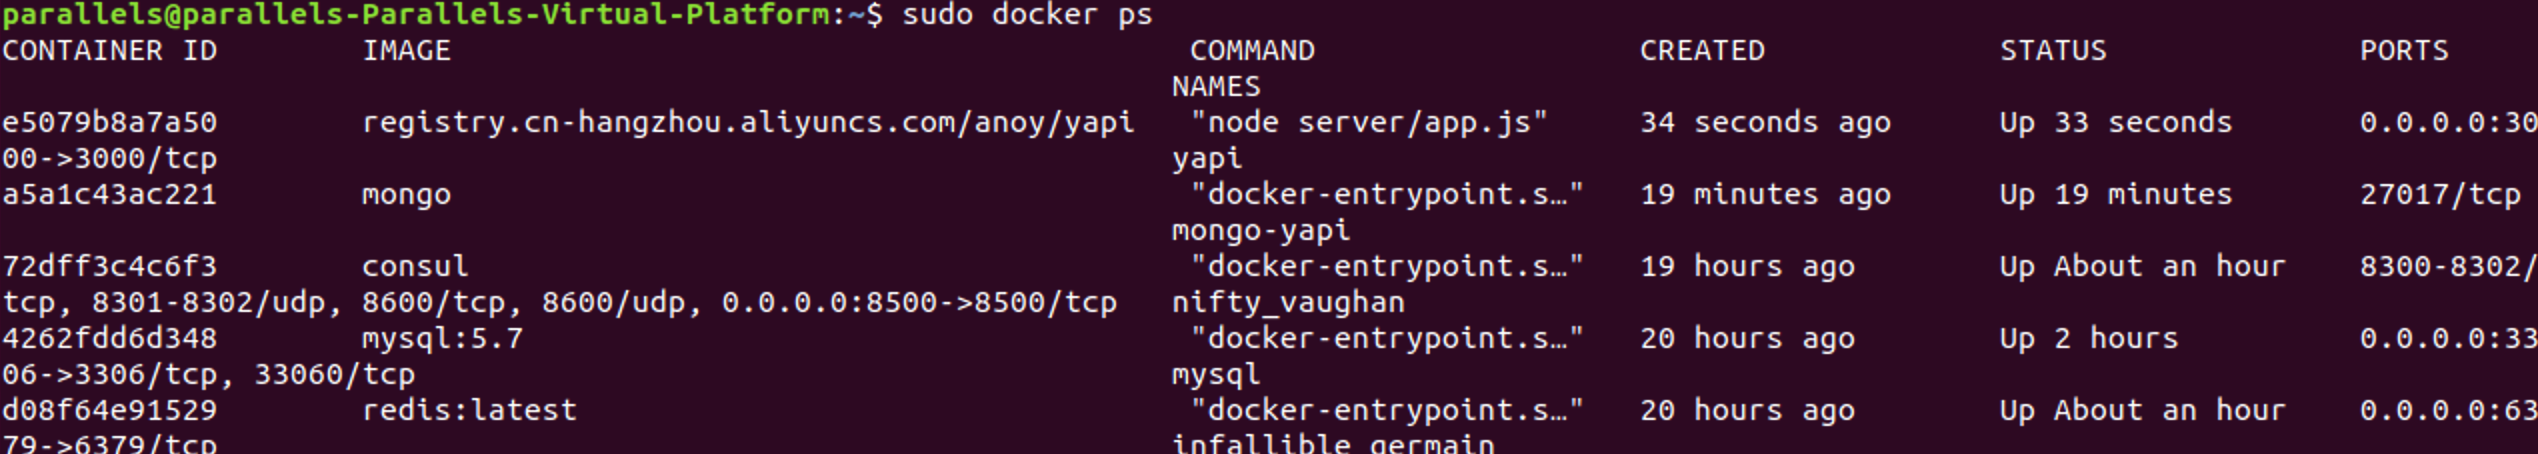 parallels@parallels-Parallels-Virtual-Platform:~$ sudo docker ps
CONTAINER ID        IMAGE                                         COMMAND                  CREATED             STATUS              PORTS
                                                                 NAMES
e5079b8a7a50        registry.cn-hangzhou.aliyuncs.com/anoy/yapi   "node server/app.js"     34 seconds ago      Up 33 seconds       0.0.0.0:30
00->3000/tcp                                                     yapi
a5a1c43ac221        mongo                                         "docker-entrypoint.s…"   19 minutes ago      Up 19 minutes       27017/tcp
                                                                 mongo-yapi
72dff3c4c6f3        consul                                        "docker-entrypoint.s…"   19 hours ago        Up About an hour    8300-8302/
tcp, 8301-8302/udp, 8600/tcp, 8600/udp, 0.0.0.0:8500->8500/tcp   nifty_vaughan
4262fdd6d348        mysql:5.7                                     "docker-entrypoint.s…"   20 hours ago        Up 2 hours          0.0.0.0:33
06->3306/tcp, 33060/tcp                                          mysql
d08f64e91529        redis:latest                                  "docker-entrypoint.s…"   20 hours ago        Up About an hour    0.0.0.0:63
79->6379/tcp                                                     infallible_germain